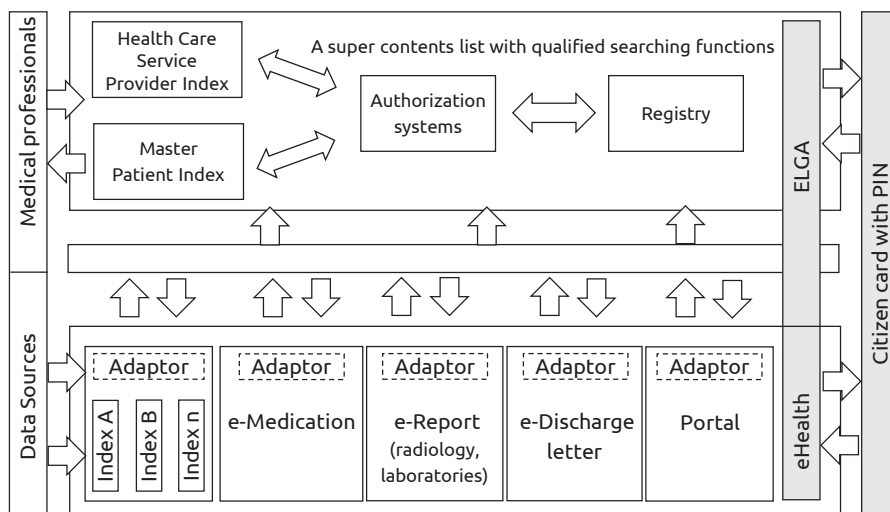 Medical professionals
Health Care
Service
Provider Index
A super contents list with qualified searching functions
Authorization
systems
Registry
Master
Patient Index
ELGA
Citizen card with PIN
Data Sources
Adaptor
Index A
Index B
Index n
Adaptor
e-Medication
Adaptor
e-Report
(radiology,
laboratories)
Adaptor
e-Discharge
letter
Adaptor
Portal
eHealth